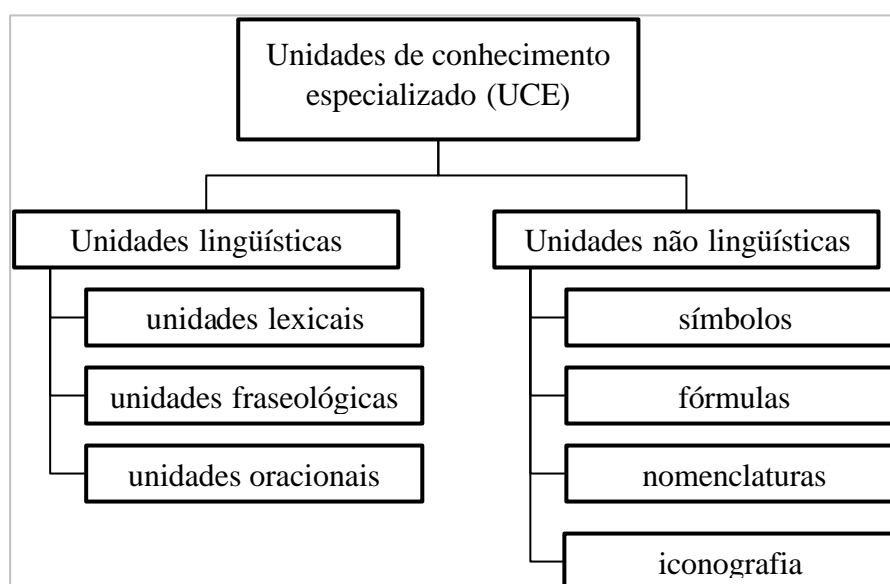 Unidades de conhecimento
especializado (UCE)
Unidades lingüísticas
unidades lexicais
unidades fraseológicas
unidades oracionais
Unidades não lingüísticas
símbolos
fórmulas
nomenclaturas
iconografia